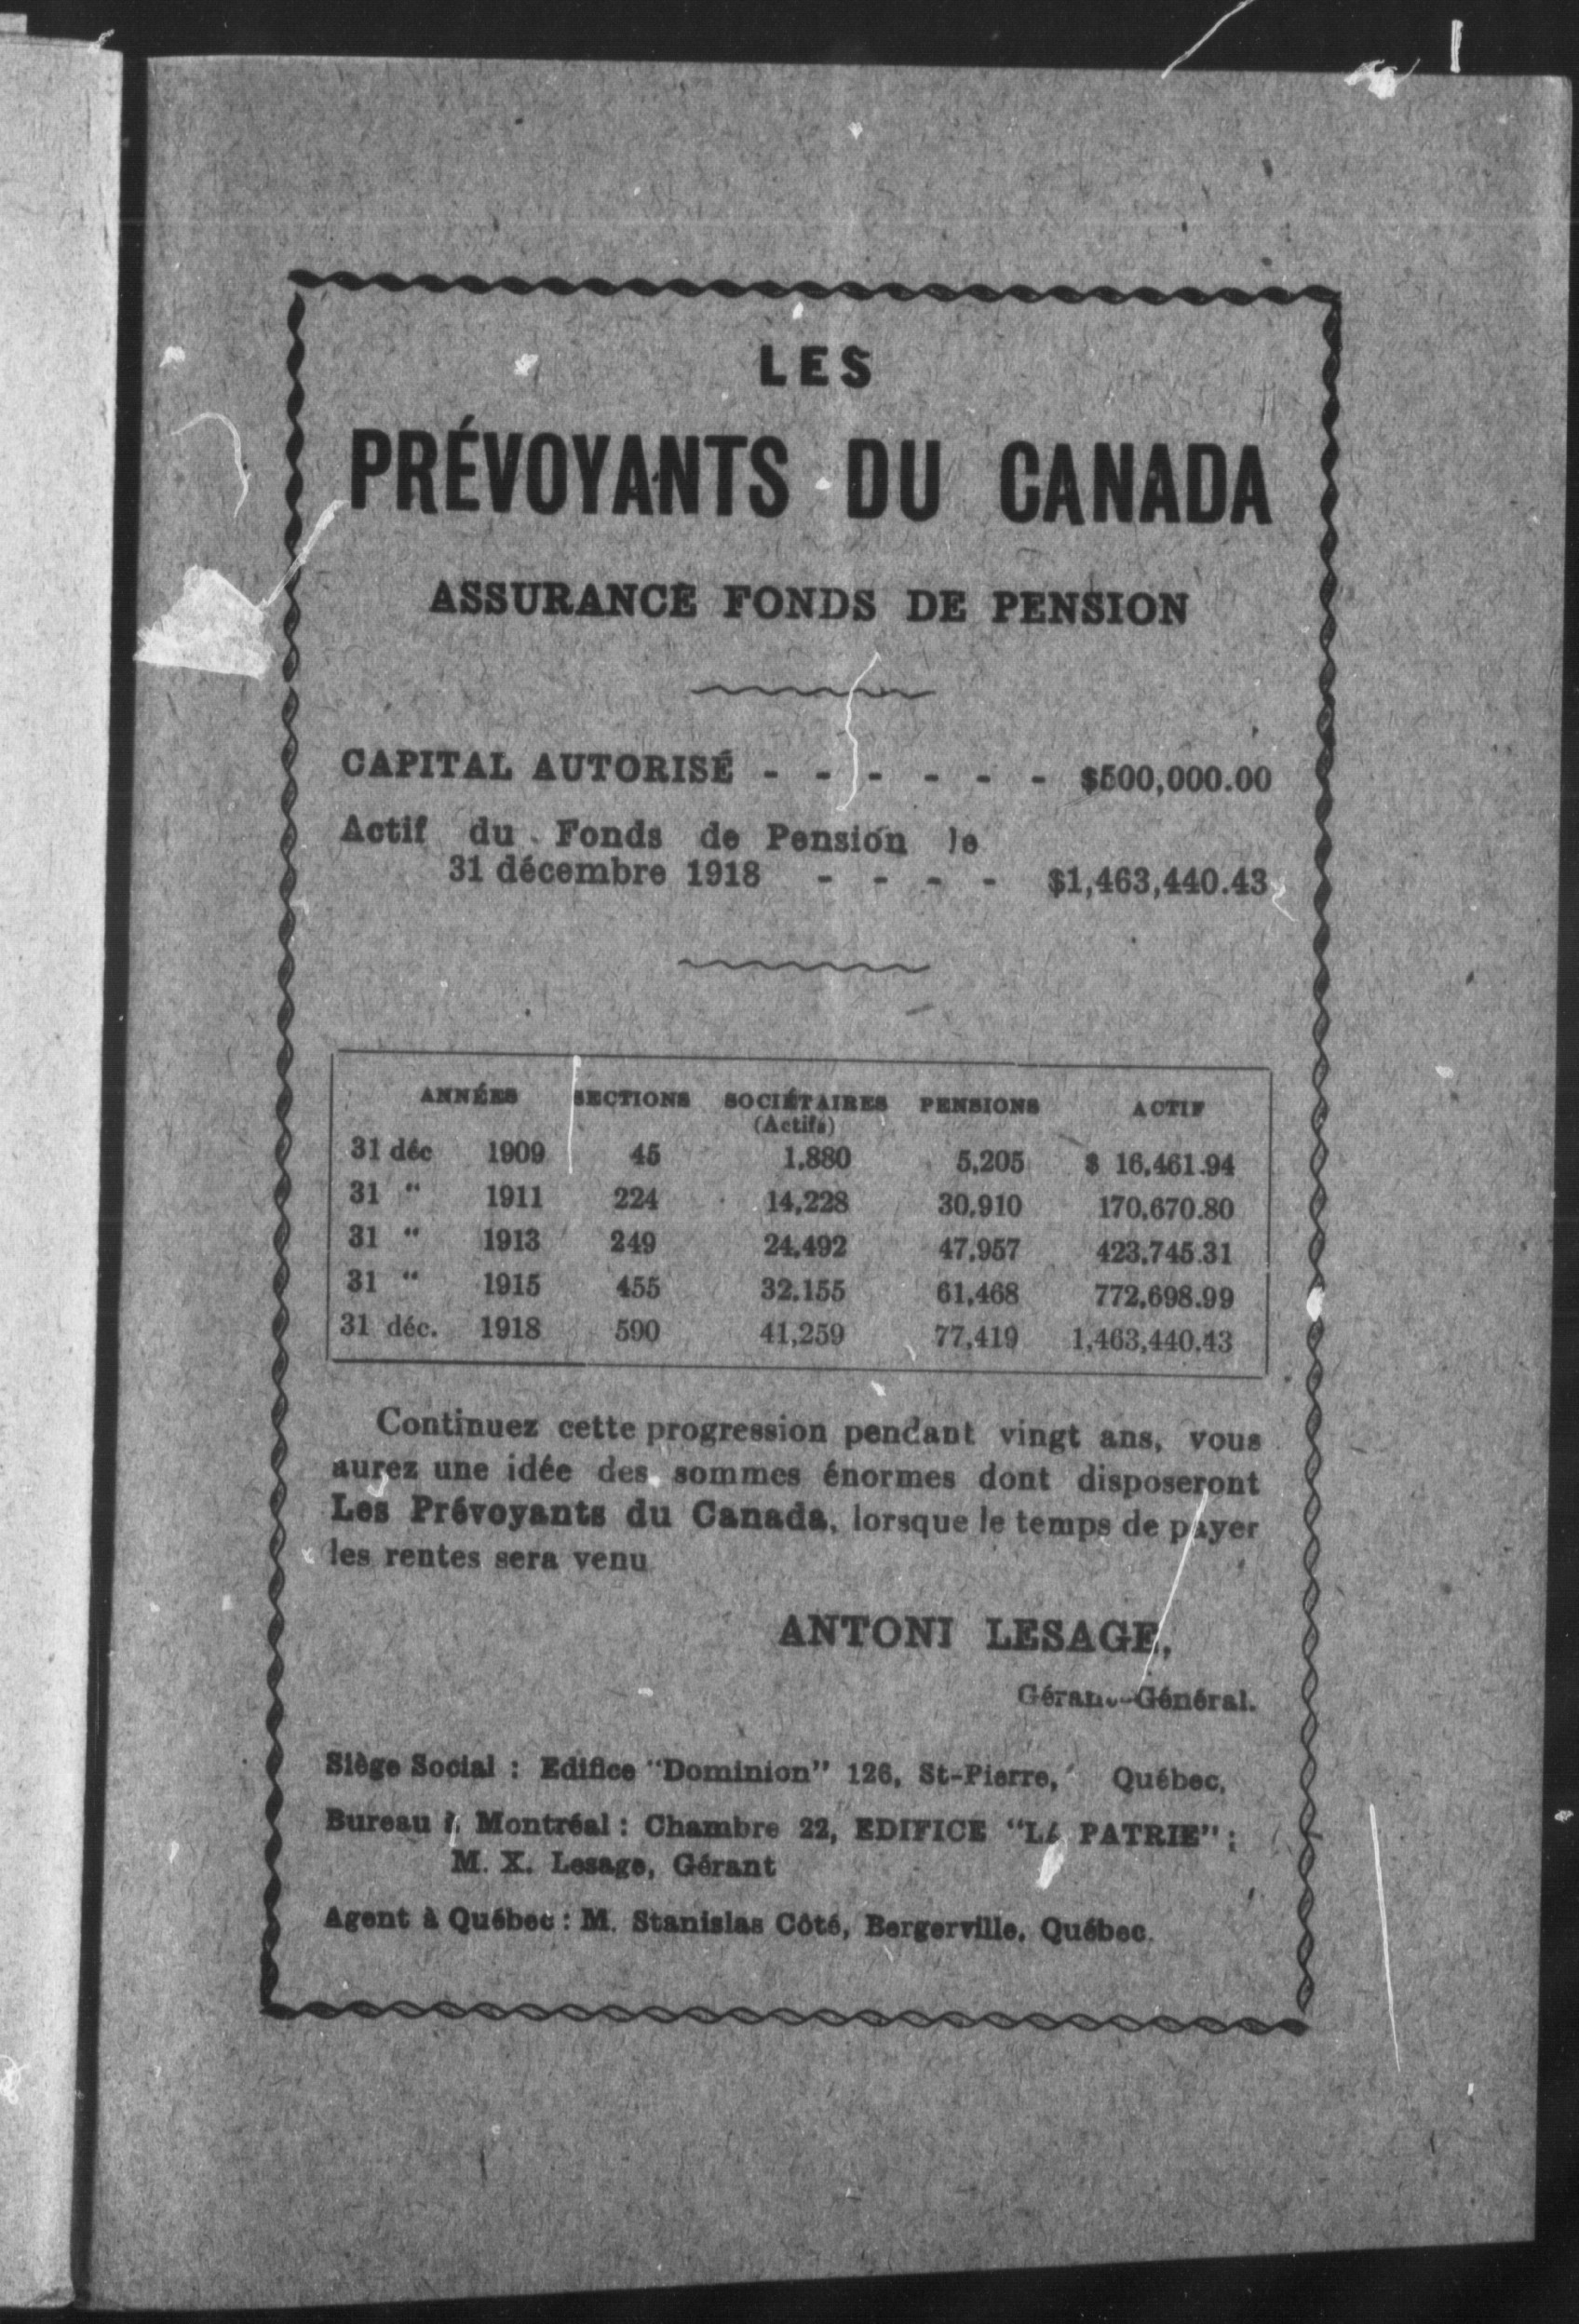 LES
PRÉVOYANTS DU CANADA
ASSURANCE FONDS DE PENSION
CAPITAL AUTORISÉ - - - - - - $500,000.00
Actif du Fonds de Pension le
31 décembre 1918 - - - - $1,463,440.43
ANNÉES SECTIONS SOCIÉTAIRES PENSIONS ACTIF
(Actifs)
31 déc 1909 45 1,880 5,205 $ 16,461.94
31 " 1911 224 14,228 30,910 170,670.80
31 " 1913 249 24,492 47,957 423,745.31
31 " 1915 455 32.155 61,468 772,698.99
31 déc. 1918 590 41,259 77,419 1,463,440.43
Continuez cette progression pendant vingt ans, vous
aurez une idée des sommes énormes dont disposeront
Les Prévoyants du Canada, lorsque le temps de payer
les rentes sera venu
ANTONI LESAGE,
Gérant-Général.
Siège Social : Edifice "Dominion" 126, St-Pierre, Québec,
Bureau à Montréal : Chambre 22, EDIFICE "LA PATRIE" ;
M. X. Lesage, Gérant
Agent à Québec : M. Stanislas Côté, Bergerville, Québec.